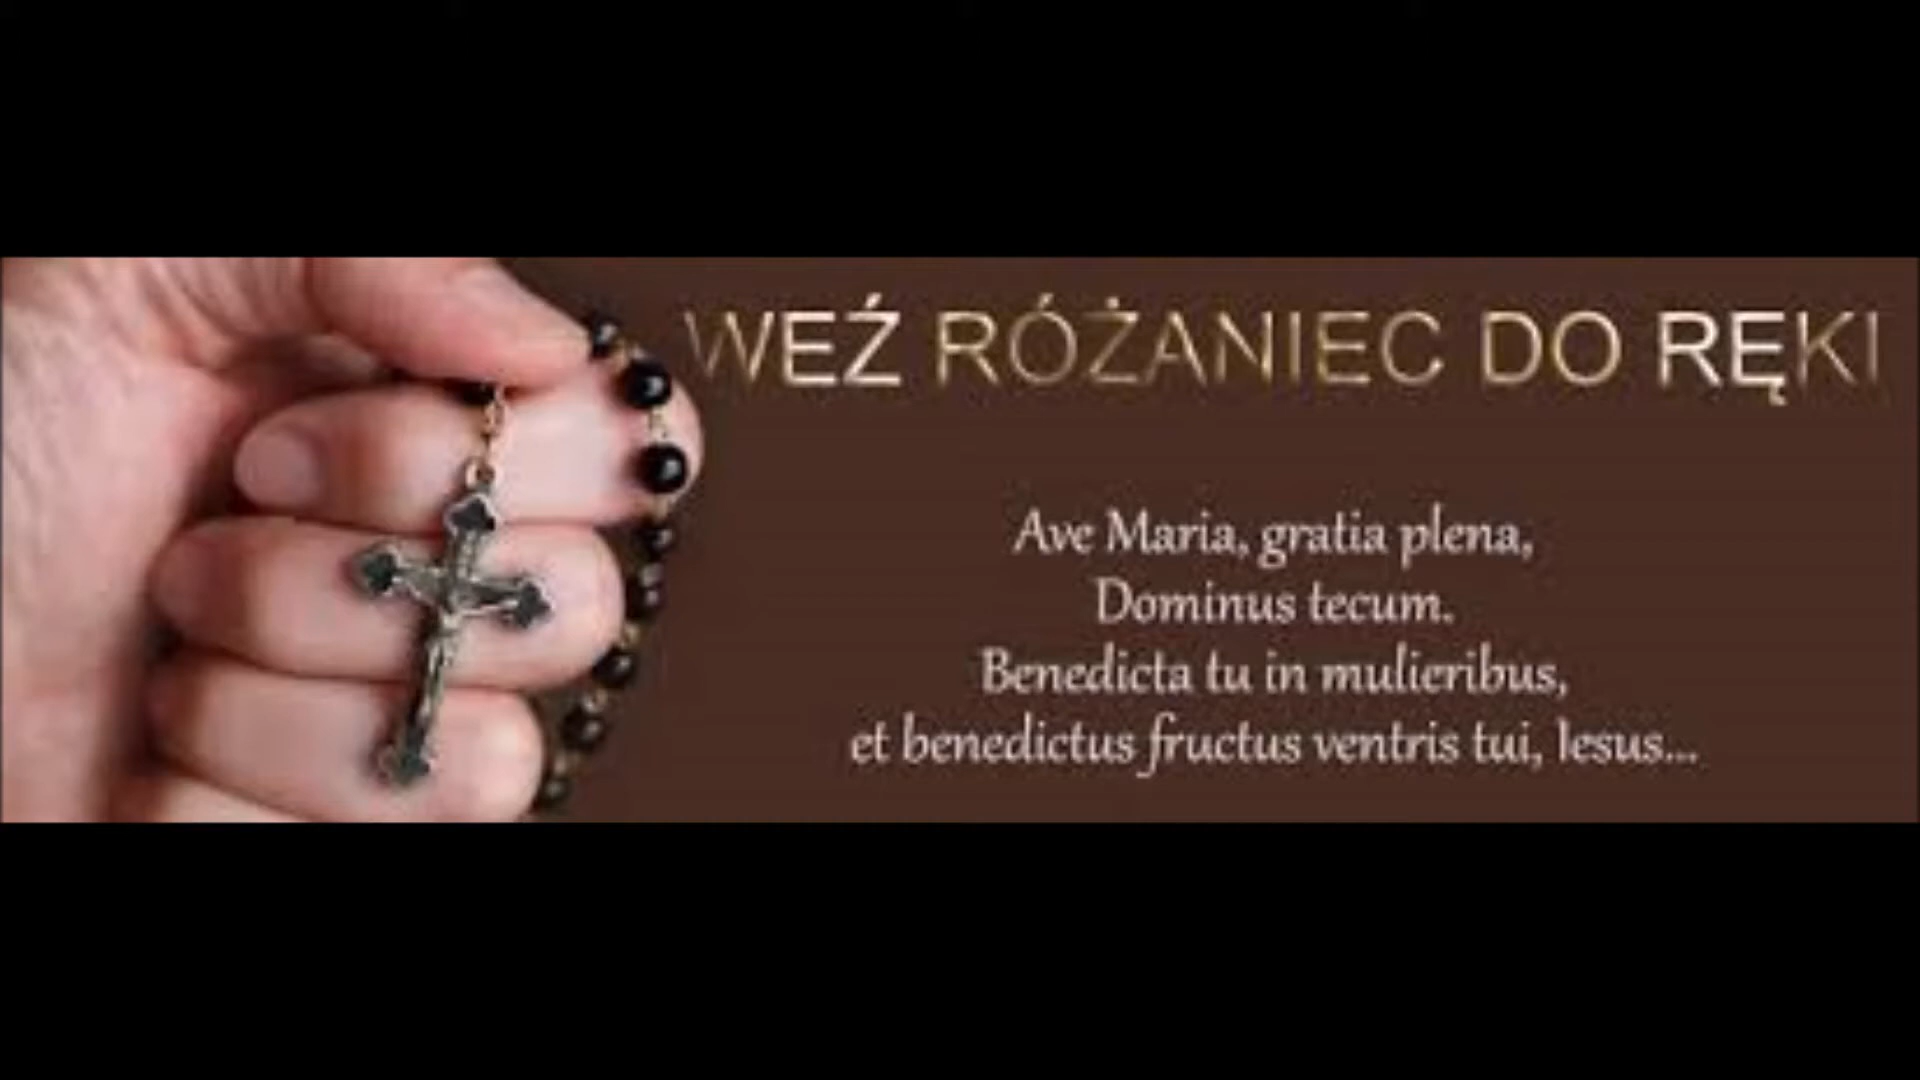 WEŹ RÓŻANIEC DO RĘKI
Ave Maria, gratia plena,
Dominus tecum.
Benedicta tu in mulieribus,
et benedictus fructus ventris tui, Iesus...